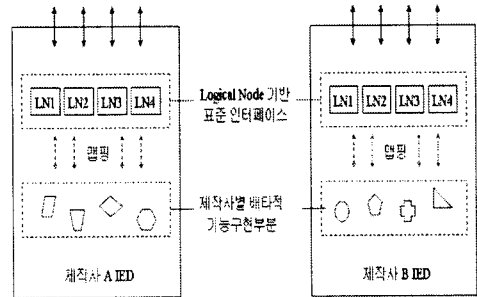 LN1 LN2 LN3 LN4
Logical Node 기반
표준 인터페이스
LN1 LN2 LN3 LN4
맵핑
맵핑
제작사별 배타적
기능구현부분
제작사 A IED
제작사 B IED